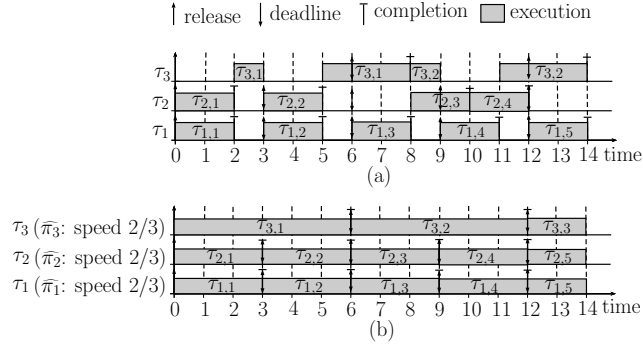 release deadline completion execution
τ3 τ3,1 τ3,1 τ3,2 τ3,2
τ2 τ2,1 τ2,2 τ2,3 τ2,4
τ1 τ1,1 τ1,2 τ1,3 τ1,4 τ1,5
0 1 2 3 4 5 6 7 8 9 10 11 12 13 14 time
(a)
τ3 (π̂3: speed 2/3) τ3,1 τ3,2 τ3,3
τ2 (π̂2: speed 2/3) τ2,1 τ2,2 τ2,3 τ2,4 τ2,5
τ1 (π̂1: speed 2/3) τ1,1 τ1,2 τ1,3 τ1,4 τ1,5
0 1 2 3 4 5 6 7 8 9 10 11 12 13 14 time
(b)